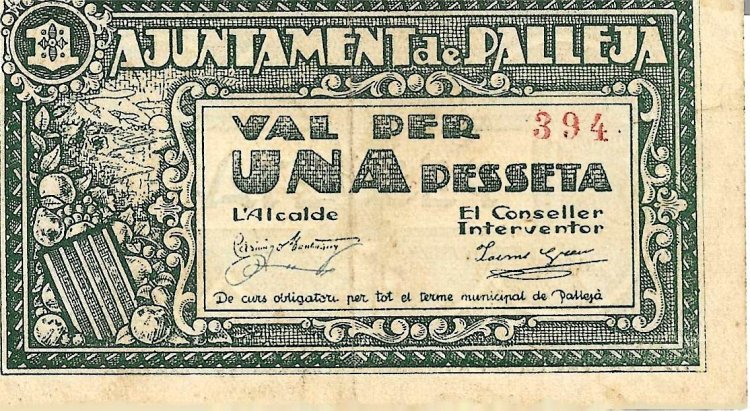 1 AJUNTAMENT de PALLEJÀ
VAL PER 394
UNA PESSETA
L'Alcalde El Conseller
Interventor
De curs obligatori per tot el terme municipal de Pallejà